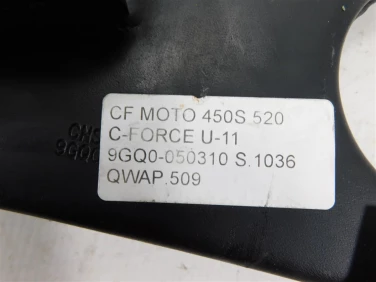 CF MOTO 450S 520
C-FORCE U-11
9GQ0-050310 S.1036
QWAP.509